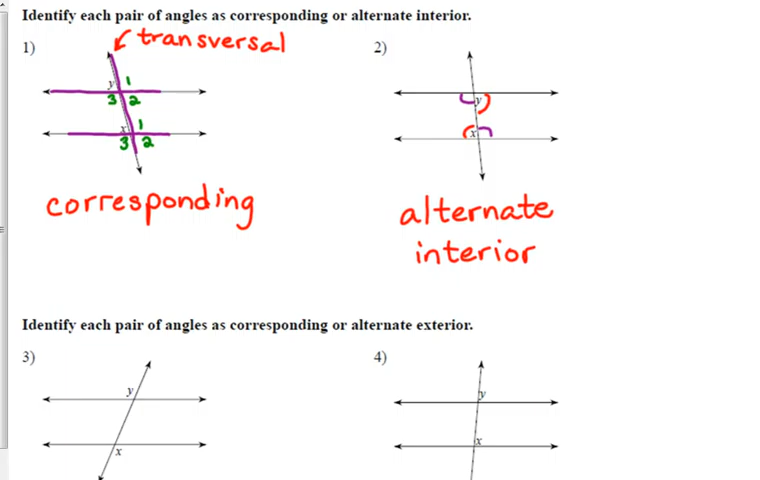 Identify each pair of angles as corresponding or alternate interior.
transversal
1)
2)
y 1
3 2
x 1
3 2
y
x
corresponding
alternate
interior
Identify each pair of angles as corresponding or alternate exterior.
3)
4)
y
x
y
x